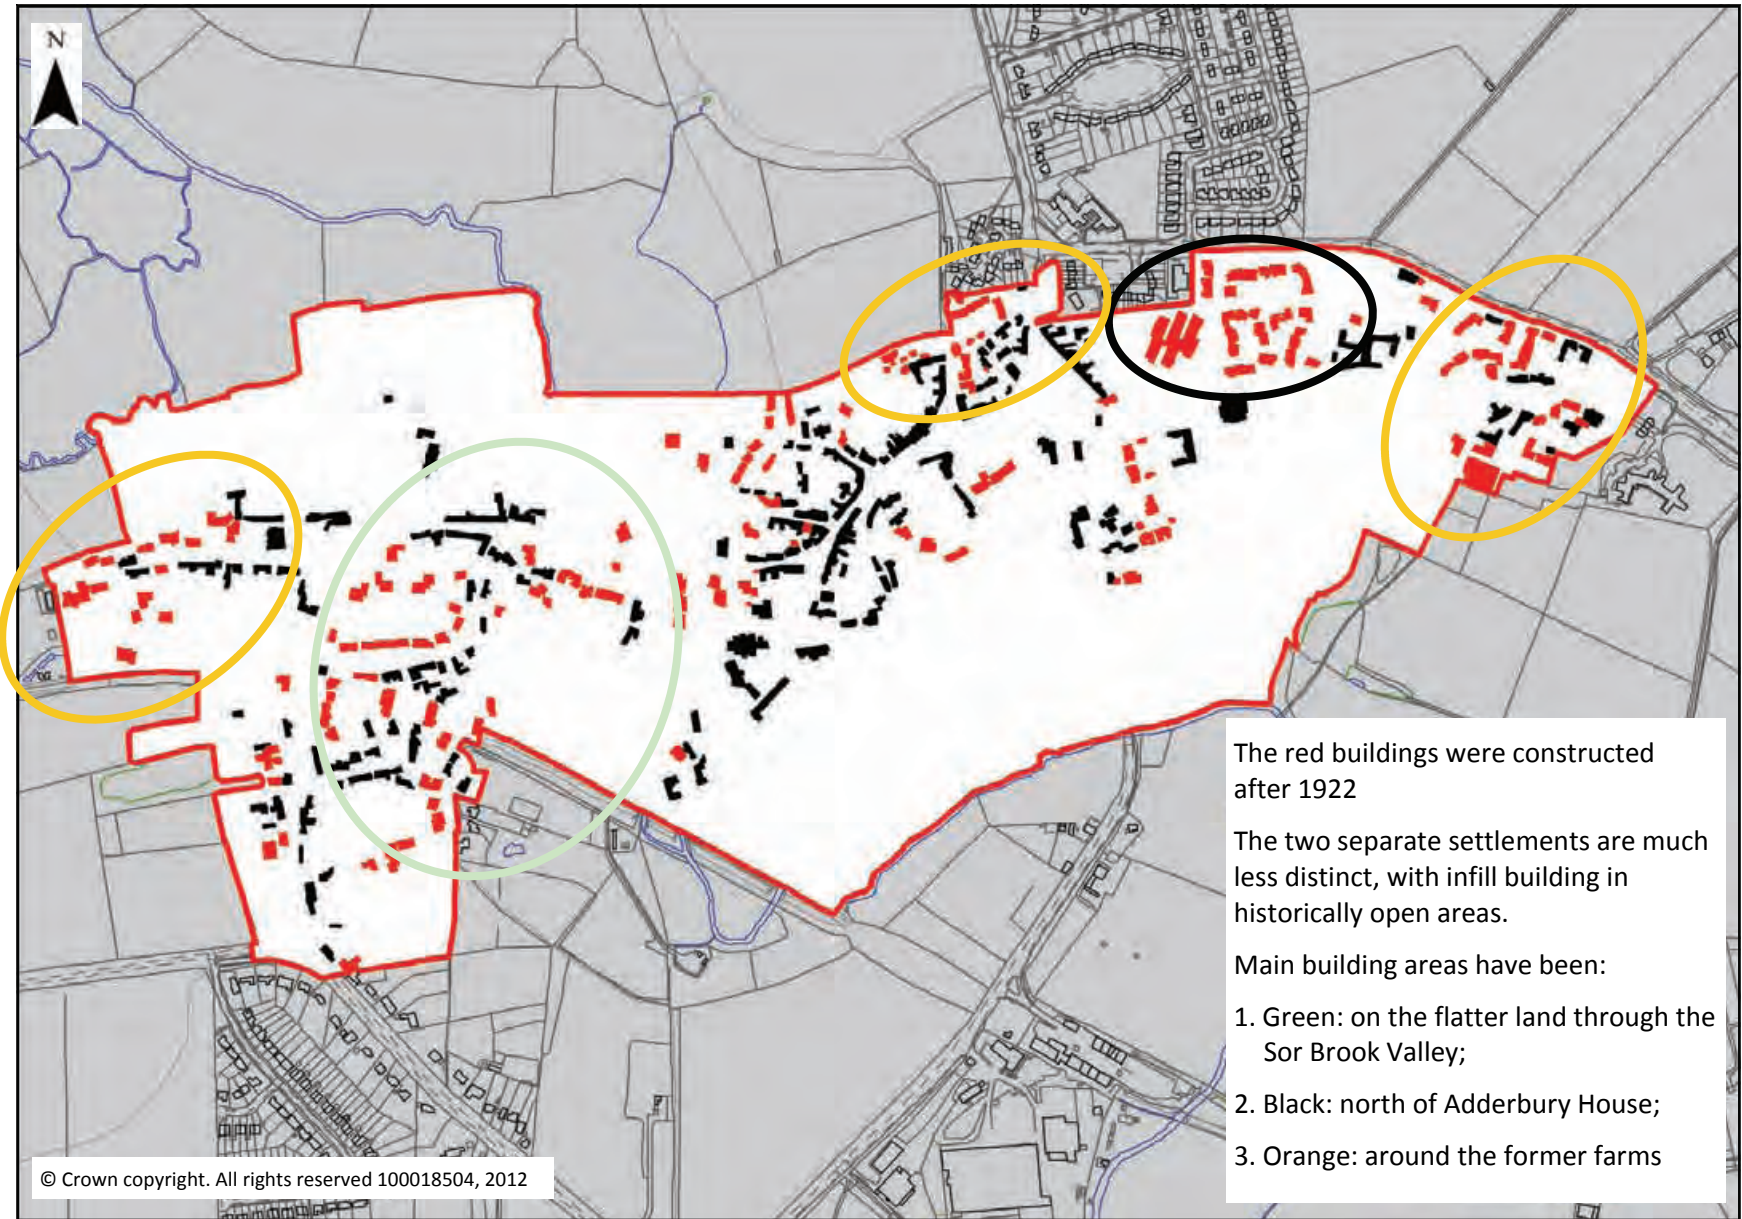 N
The red buildings were constructed
after 1922
The two separate settlements are much
less distinct, with infill building in
historically open areas.
Main building areas have been:
1. Green: on the flatter land through the
Sor Brook Valley;
2. Black: north of Adderbury House;
3. Orange: around the former farms
© Crown copyright. All rights reserved 100018504, 2012